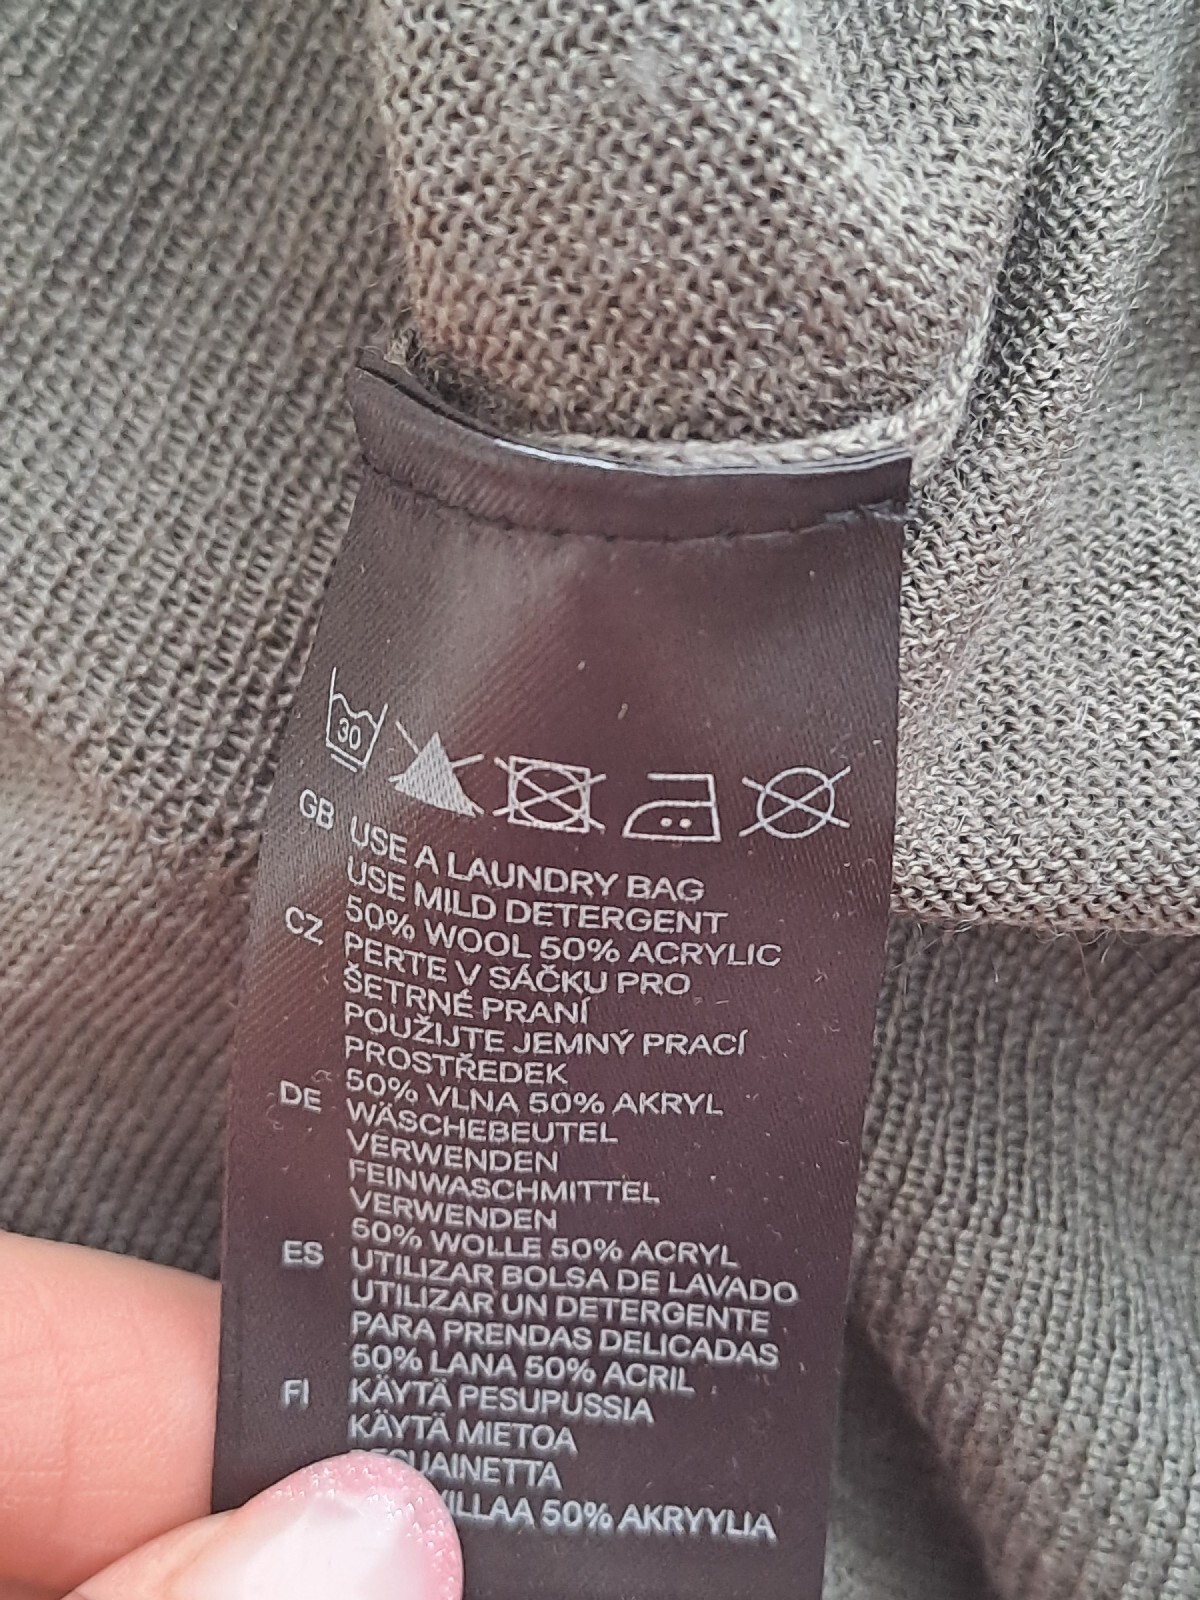 30
GB USE A LAUNDRY BAG
USE MILD DETERGENT
50% WOOL 50% ACRYLIC
CZ PERTE V SÁČKU PRO
ŠETRNÉ PRANÍ
POUŽIJTE JEMNÝ PRACÍ
PROSTŘEDEK
50% VLNA 50% AKRYL
DE WÄSCHEBEUTEL
VERWENDEN
FEINWASCHMITTEL
VERWENDEN
50% WOLLE 50% ACRYL
ES UTILIZAR BOLSA DE LAVADO
UTILIZAR UN DETERGENTE
PARA PRENDAS DELICADAS
50% LANA 50% ACRIL
FI KÄYTÄ PESUPUSSIA
KÄYTÄ MIETOA
50% AKRYYLIA